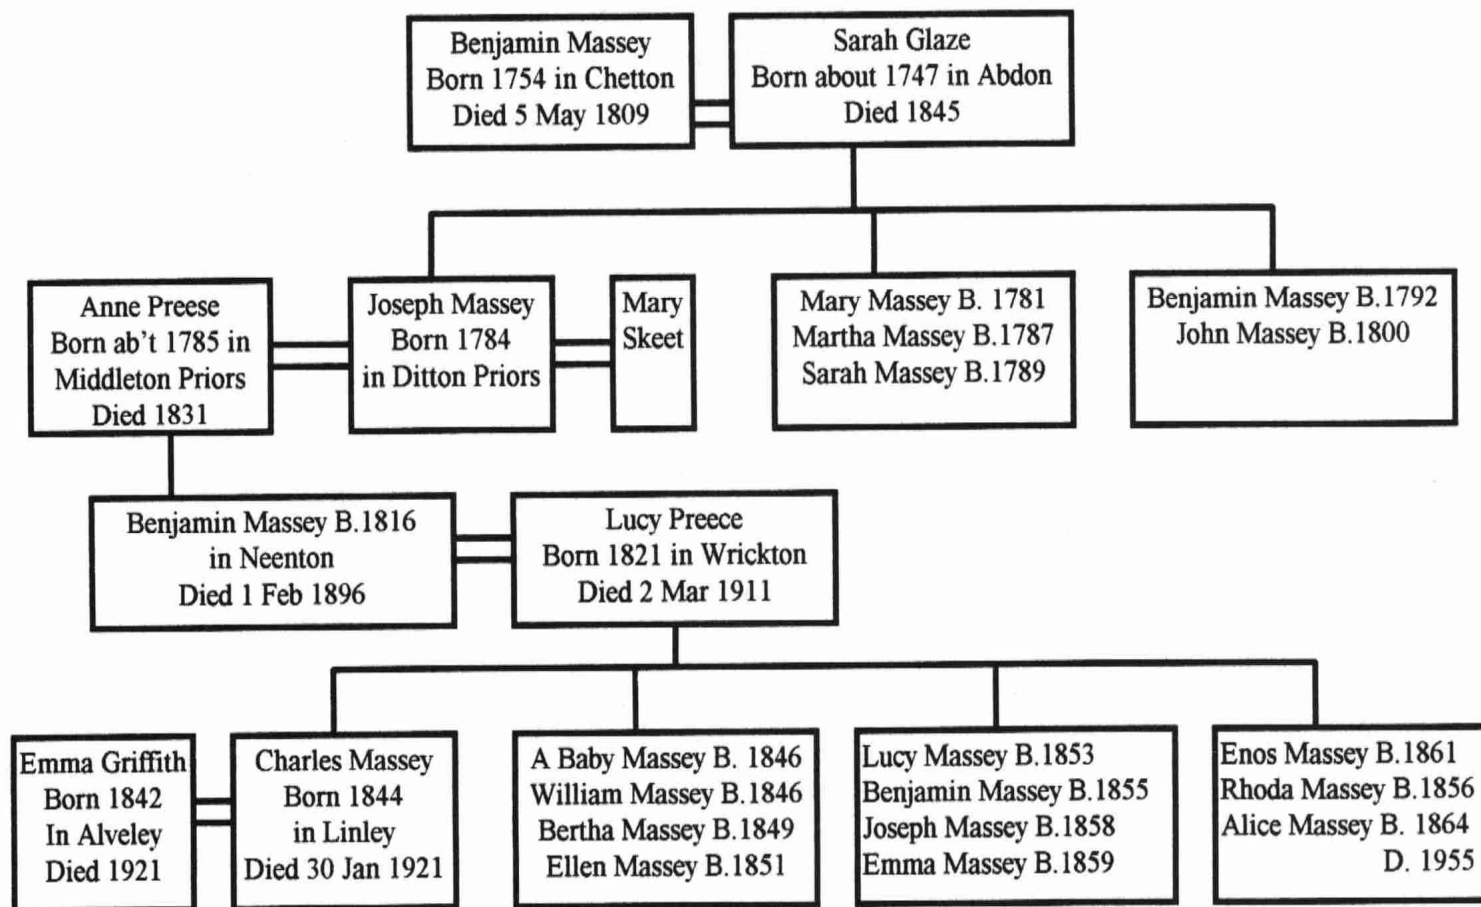 Benjamin Massey
Born 1754 in Chetton
Died 5 May 1809
Sarah Glaze
Born about 1747 in Abdon
Died 1845
Anne Preese
Born ab't 1785 in
Middleton Priors
Died 1831
Joseph Massey
Born 1784
in Ditton Priors
Mary
Skeet
Mary Massey B. 1781
Martha Massey B.1787
Sarah Massey B.1789
Benjamin Massey B.1792
John Massey B.1800
Benjamin Massey B.1816
in Neenton
Died 1 Feb 1896
Lucy Preece
Born 1821 in Wrickton
Died 2 Mar 1911
Emma Griffith
Born 1842
In Alveley
Died 1921
Charles Massey
Born 1844
in Linley
Died 30 Jan 1921
A Baby Massey B. 1846
William Massey B.1846
Bertha Massey B.1849
Ellen Massey B.1851
Lucy Massey B.1853
Benjamin Massey B.1855
Joseph Massey B.1858
Emma Massey B.1859
Enos Massey B.1861
Rhoda Massey B.1856
Alice Massey B. 1864
D. 1955